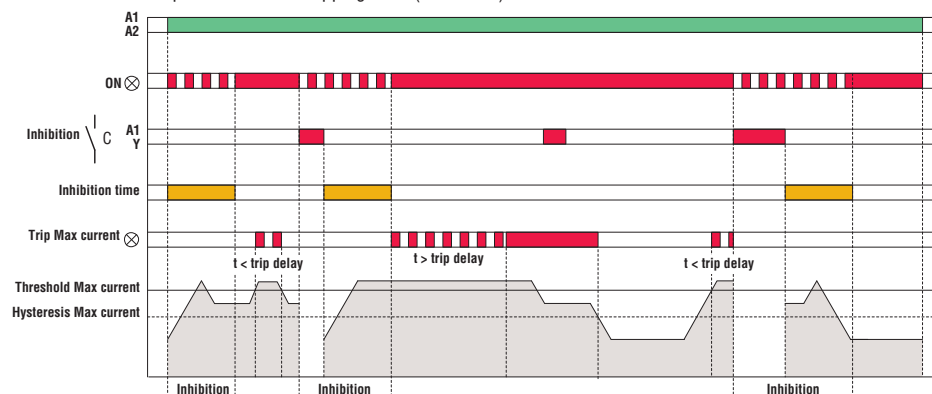 A1
A2
ON
Inhibition C A1
Y
Inhibition time
Trip Max current
t < trip delay t > trip delay t < trip delay
Threshold Max current
Hysteresis Max current
Inhibition Inhibition Inhibition